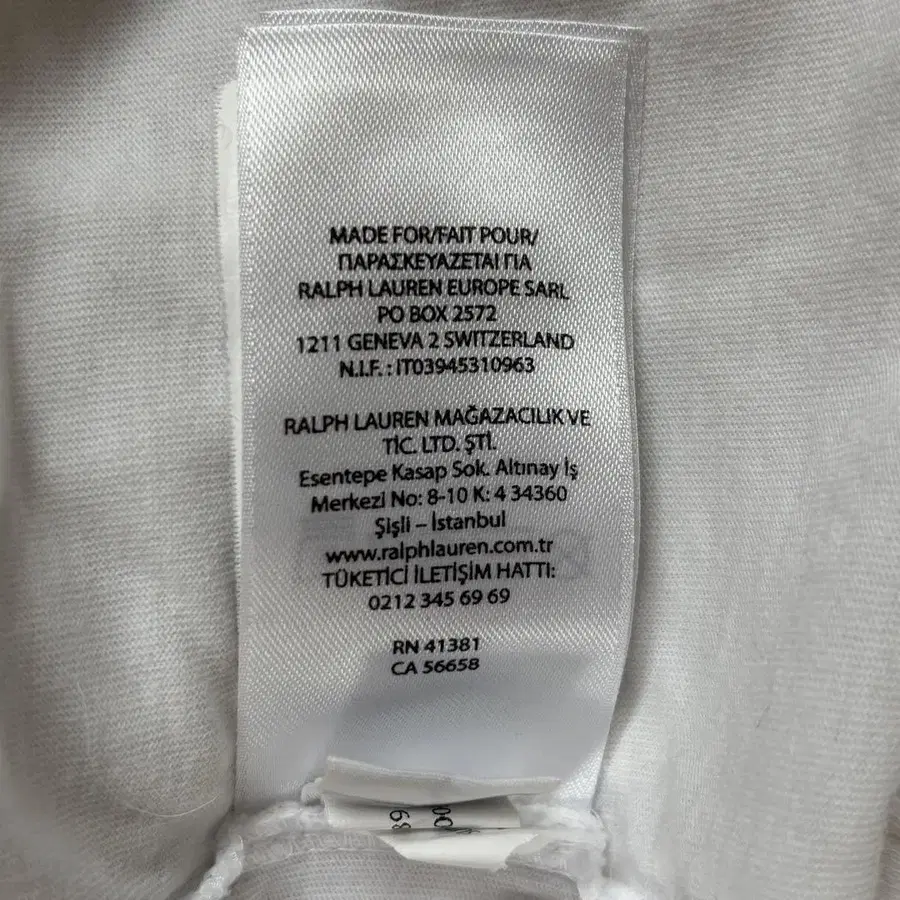 MADE FOR/FAIT POUR/
ΠΑΡΑΣΚΕΥΑΖΕΤΑΙ ΓΙΑ
RALPH LAUREN EUROPE SARL
PO BOX 2572
1211 GENEVA 2 SWITZERLAND
N.I.F. : IT03945310963
RALPH LAUREN MAĞAZACILIK VE
TİC. LTD. ŞTİ.
Esentepe Kasap Sok. Altınay İş
Merkezi No: 8-10 K: 4 34360
Şişli – İstanbul
www.ralphlauren.com.tr
TÜKETİCİ İLETİŞİM HATTI:
0212 345 69 69
RN 41381
CA 56658